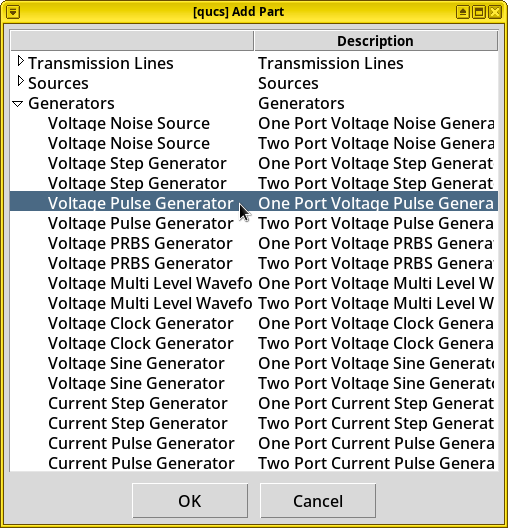 [qucs] Add Part
Description
Transmission Lines Transmission Lines
Sources Sources
Generators Generators
Voltage Noise Source One Port Voltage Noise Genera
Voltage Noise Source Two Port Voltage Noise Genera
Voltage Step Generator One Port Voltage Step Generat
Voltage Step Generator Two Port Voltage Step Generat
Voltage Pulse Generator One Port Voltage Pulse Genera
Voltage Pulse Generator Two Port Voltage Pulse Genera
Voltage PRBS Generator One Port Voltage PRBS Genera
Voltage PRBS Generator Two Port Voltage PRBS Genera
Voltage Multi Level Wavefo One Port Voltage Multi Level W
Voltage Multi Level Wavefo Two Port Voltage Multi Level W
Voltage Clock Generator One Port Voltage Clock Genera
Voltage Clock Generator Two Port Voltage Clock Genera
Voltage Sine Generator One Port Voltage Sine Generat
Voltage Sine Generator Two Port Voltage Sine Generat
Current Step Generator One Port Current Step Generat
Current Step Generator Two Port Current Step Generat
Current Pulse Generator One Port Current Pulse Genera
Current Pulse Generator Two Port Current Pulse Genera
OK Cancel